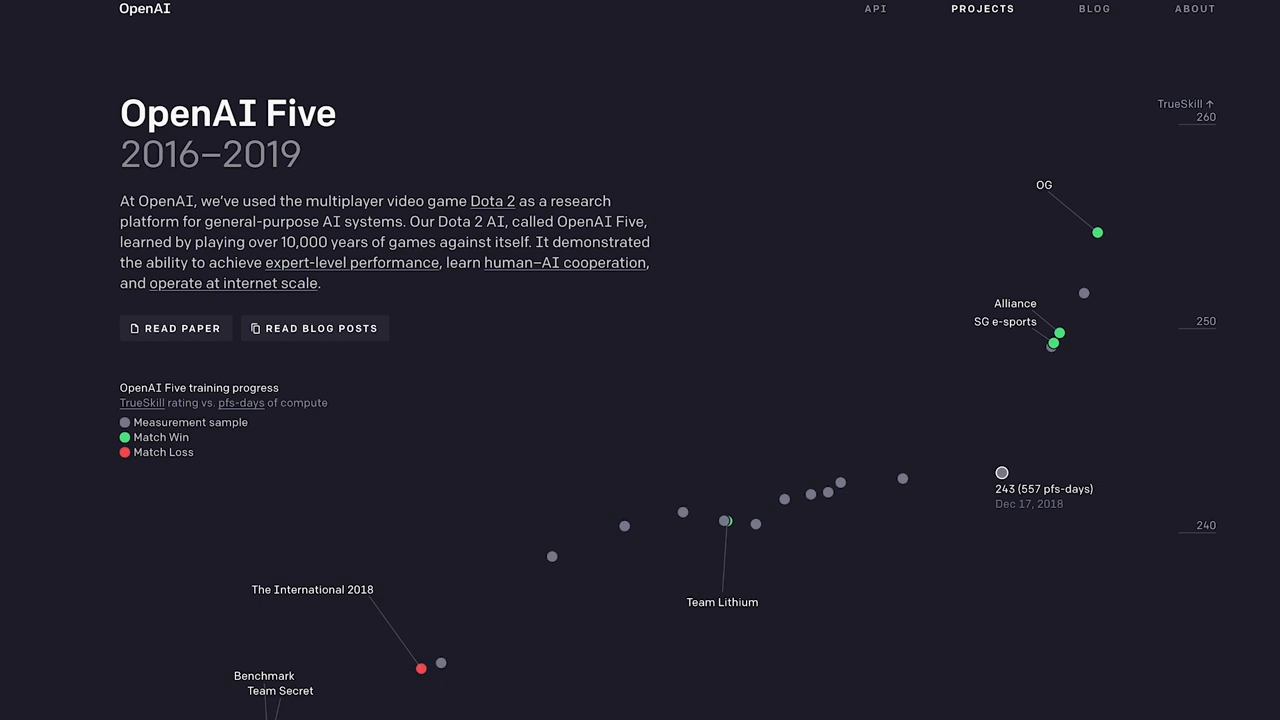 OpenAI
API PROJECTS BLOG ABOUT
OpenAI Five
2016–2019
At OpenAI, we've used the multiplayer video game Dota 2 as a research
platform for general-purpose AI systems. Our Dota 2 AI, called OpenAI Five,
learned by playing over 10,000 years of games against itself. It demonstrated
the ability to achieve expert-level performance, learn human–AI cooperation,
and operate at internet scale.
READ PAPER
READ BLOG POSTS
OpenAI Five training progress
TrueSkill rating vs. pfs-days of compute
Measurement sample
Match Win
Match Loss
TrueSkill ↑
260
OG
Alliance
SG e-sports
250
243 (557 pfs-days)
Dec 17, 2018
240
The International 2018
Team Lithium
Benchmark
Team Secret